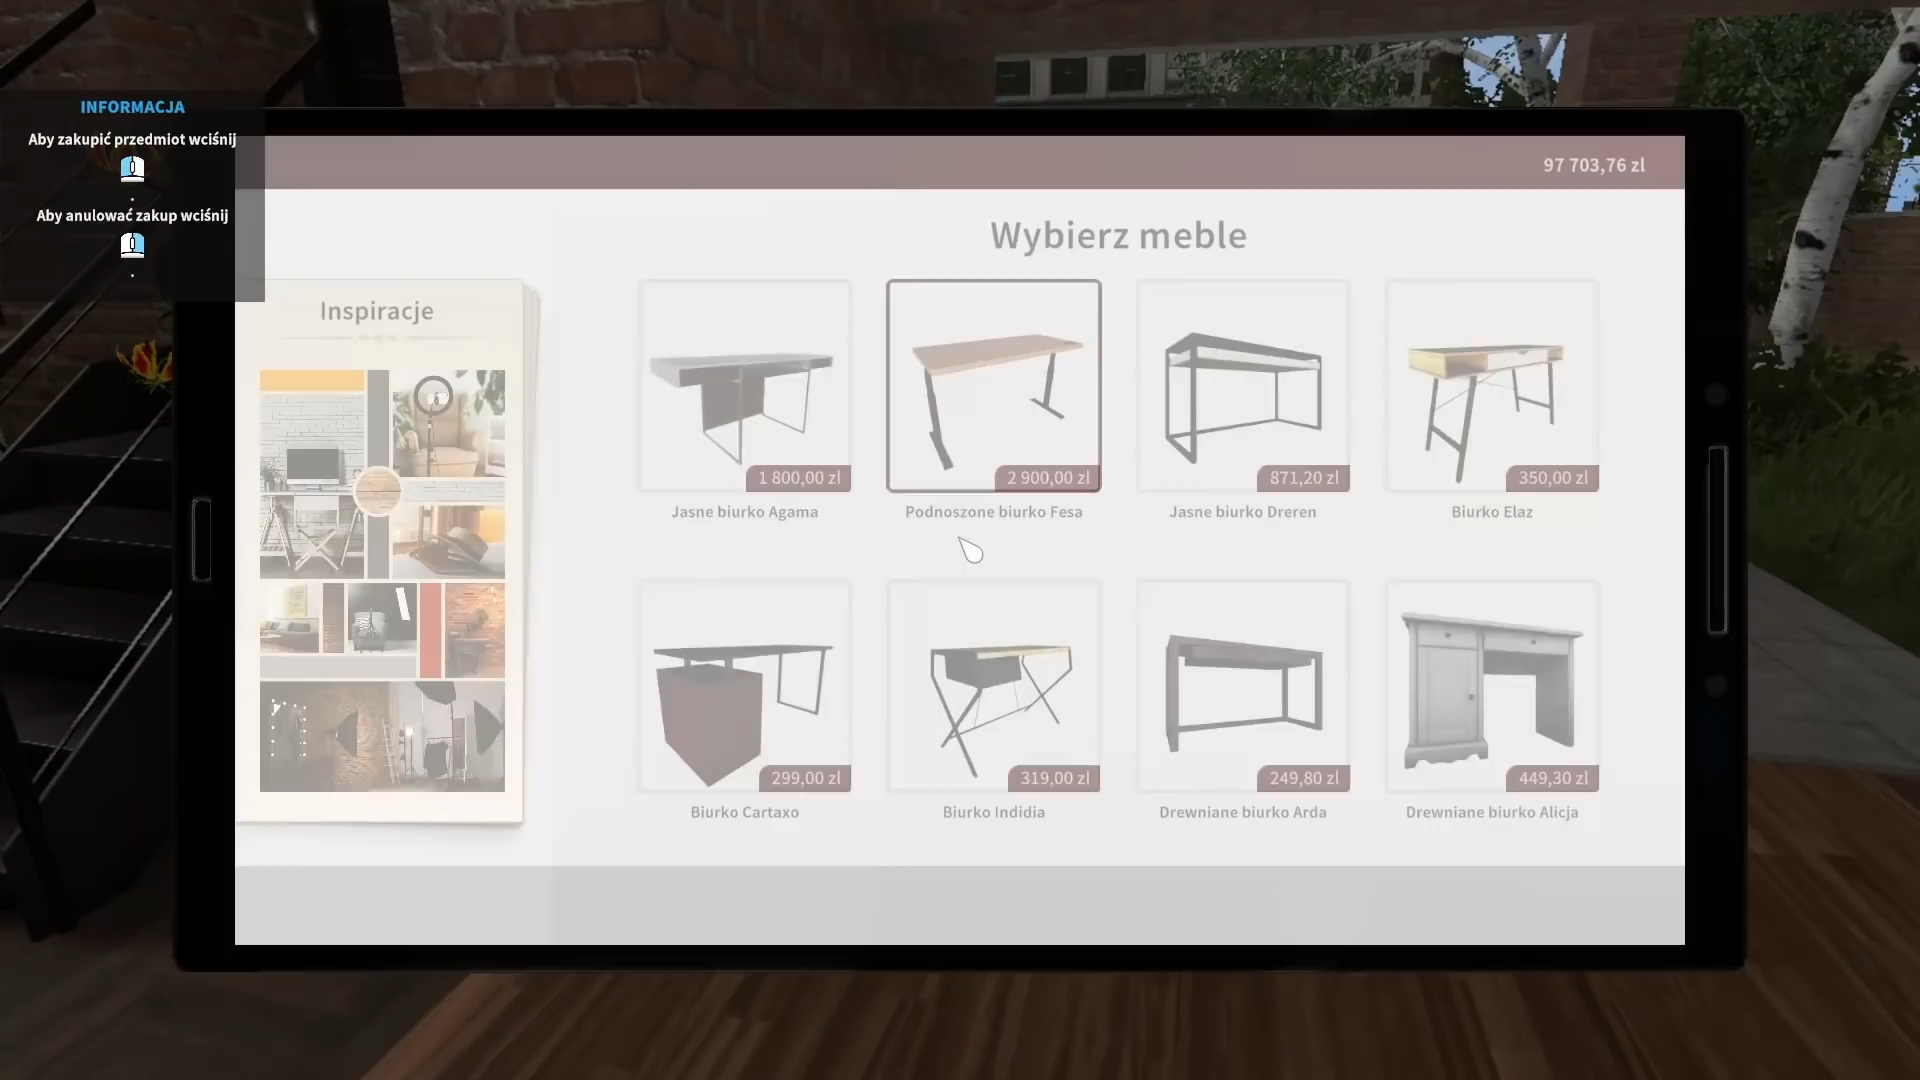 INFORMACJA
Aby zakupić przedmiot wciśnij
.
Aby anulować zakup wciśnij
.
97 703,76 zl
Wybierz meble
Inspiracje
1 800,00 zl
2 900,00 zl
871,20 zl
350,00 zl
Jasne biurko Agama
Podnoszone biurko Fesa
Jasne biurko Dreren
Biurko Elaz
299,00 zl
319,00 zl
249,80 zl
449,30 zl
Biurko Cartaxo
Biurko Indidia
Drewniane biurko Arda
Drewniane biurko Alicja